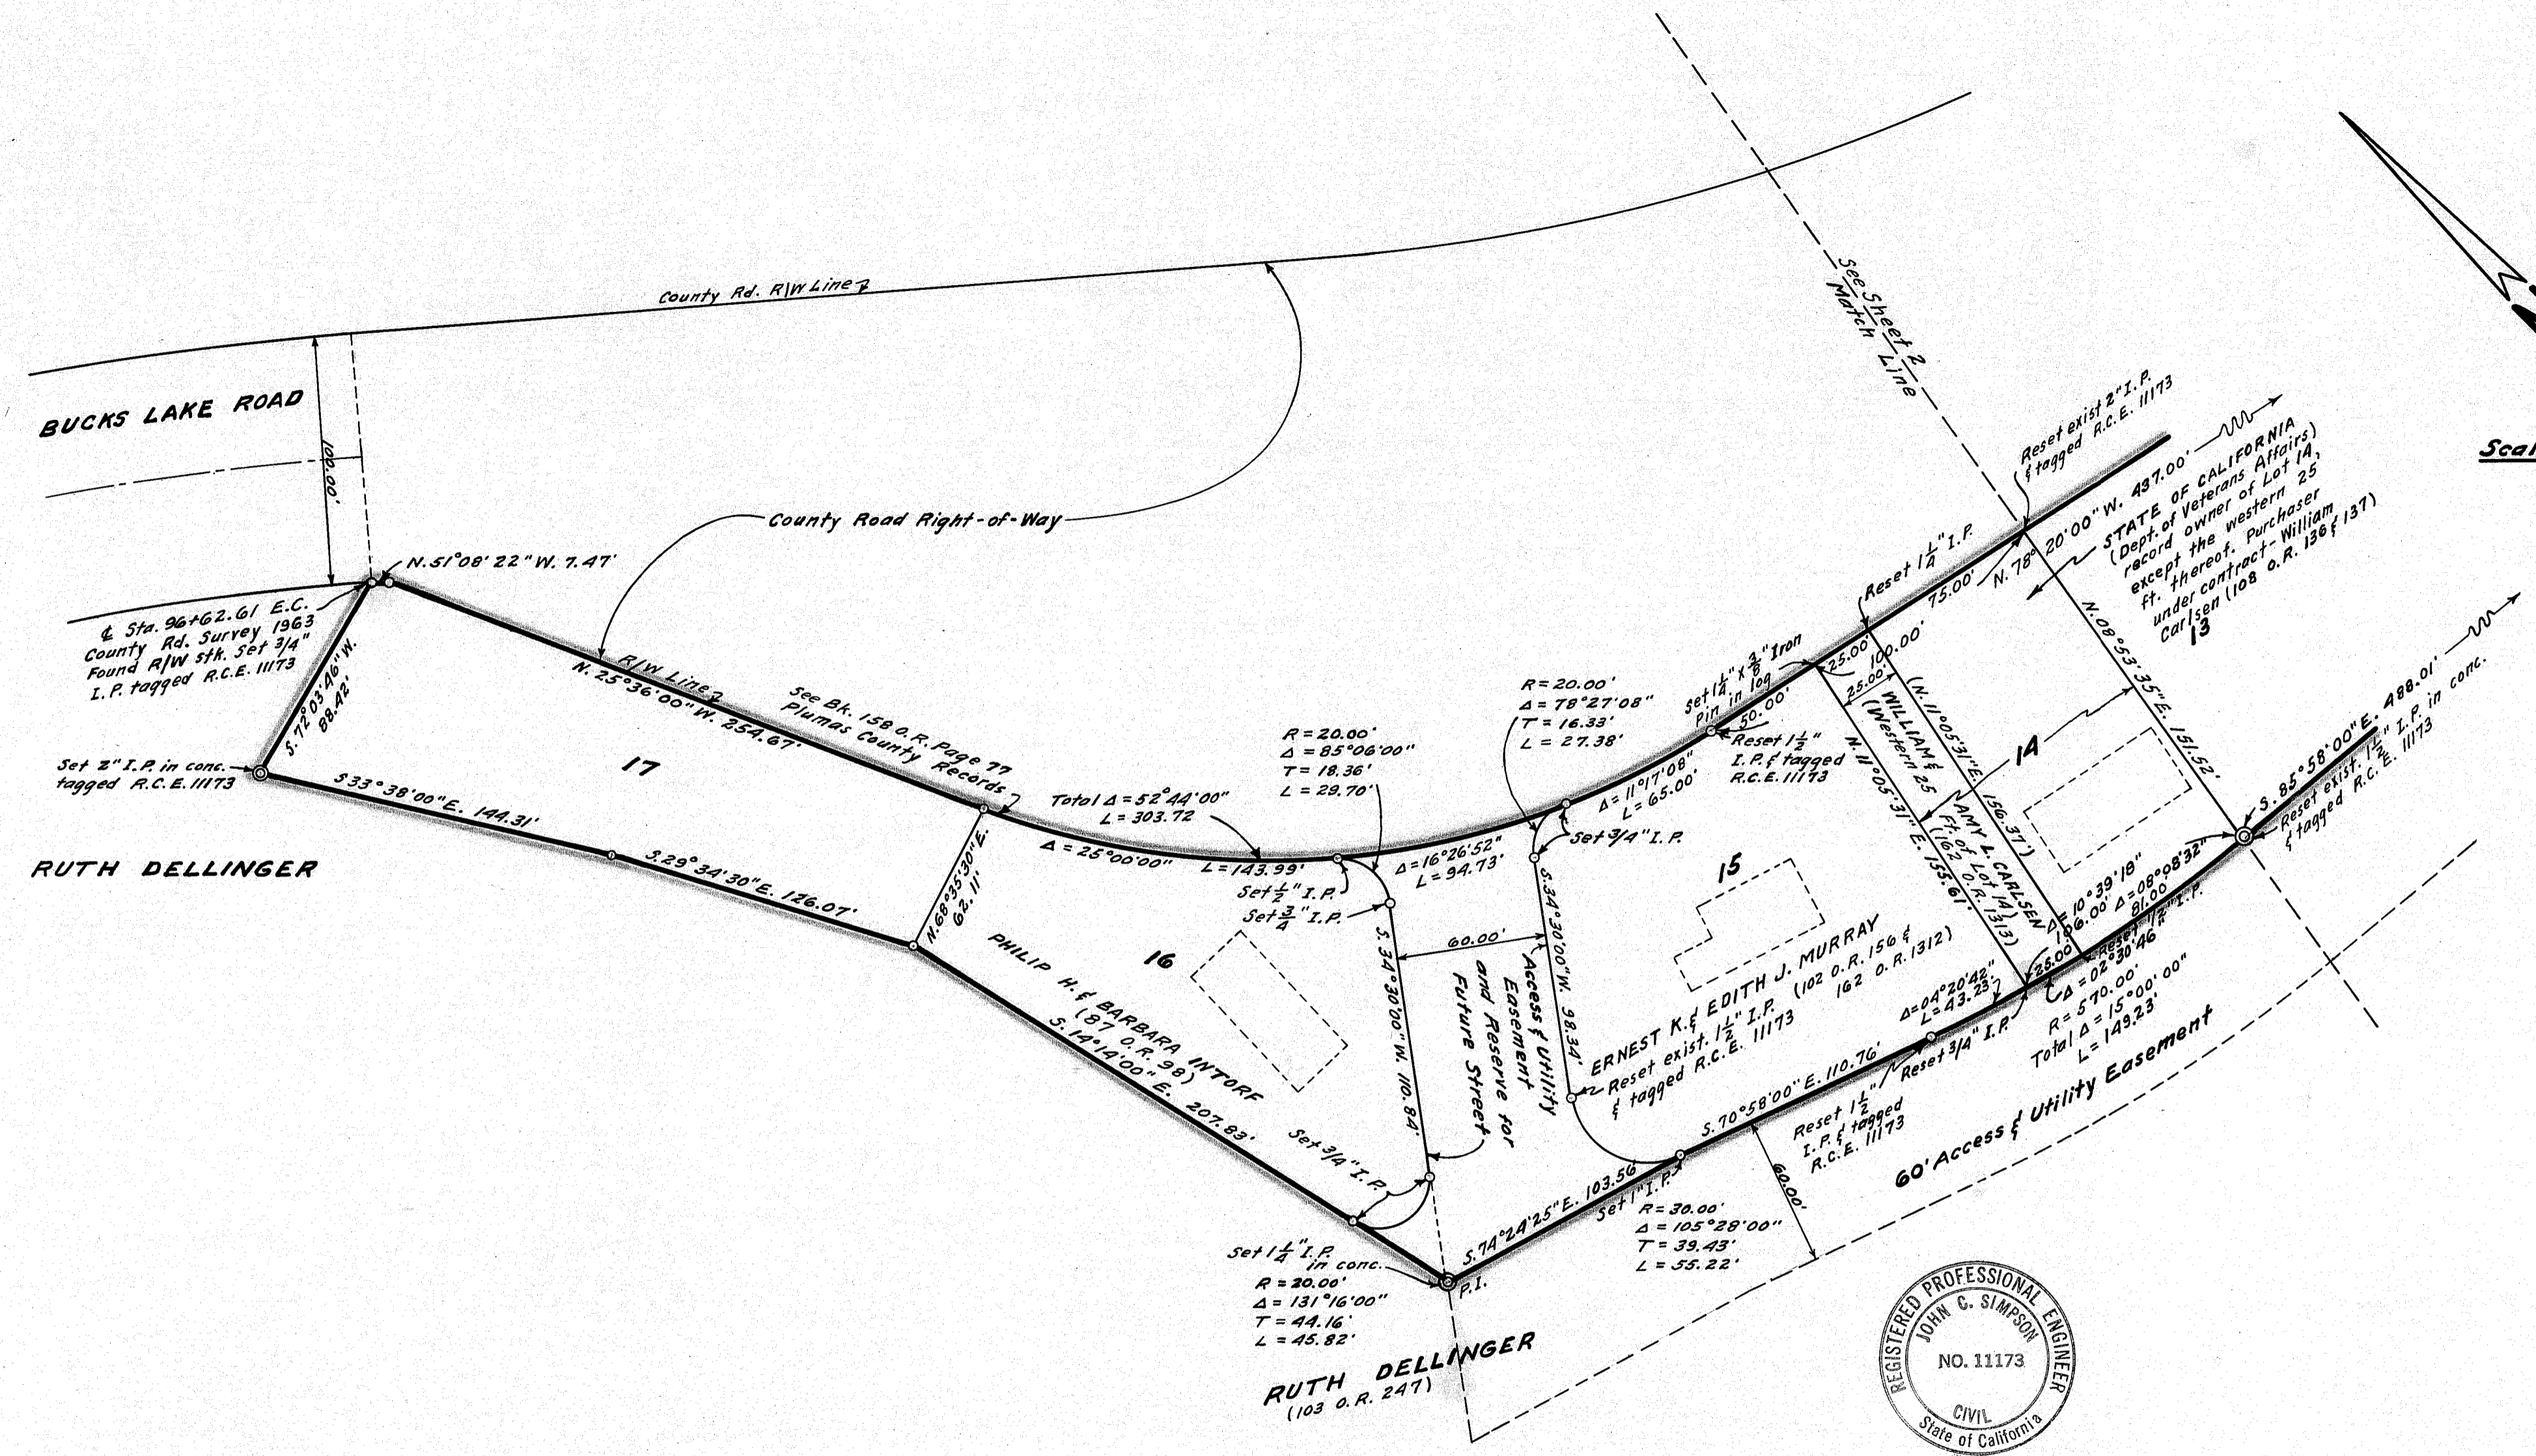 See Sheet 2
Match Line
County Rd. R/W Line
BUCKS LAKE ROAD
100.00'
County Road Right-of-Way
N.51°08'22"W. 7.47'
₵ Sta. 96+62.61 E.C.
County Rd. Survey 1963
Found R/W stk. Set 3/4"
I.P. tagged R.C.E. 11173
S.72°03'46"W.
88.42'
Set 2" I.P. in conc.
tagged R.C.E. 11173
R/W Line
N. 25°36'00"W. 254.67'
See Bk. 158 O.R. Page 77
Plumas County
Records
17
S33°38'00"E. 144.31'
RUTH DELLINGER
S.29°34'30"E. 126.07'
N.68°35'30"E.
62.11'
Total Δ=52°44'00"
L=303.72
Δ=25°00'00"
L=143.99'
R=20.00'
Δ=85°06'00"
T=18.36'
L=29.70'
Set 1/2" I.P.
Set 3/4" I.P.
R=20.00'
Δ=78°27'08"
T=16.33'
L=27.38'
Δ=16°26'52"
L=94.73'
Set 3/4" I.P.
Δ=11°17'08"
L=65.00'
Set 1 1/4" x 3/8" Iron
Pin in log
50.00'
Reset 1 1/2"
I.P. & tagged
R.C.E. 11173
Reset 1 1/4" I.P.
25.00'
100.00'
25.00'
75.00'
Reset exist 2" I.P.
& tagged R.C.E. 11173
N. 78° 20'00"W. 437.00'
STATE OF CALIFORNIA
(Dept. of Veterans Affairs)
record owner of Lot 14,
except the western 25
ft. thereof. Purchaser
under contract-William
Carlsen (108 O.R. 136 & 137)
13
Scal
N.08°53'35"E. 151.52'
14
(N.11°05'31"E. 156.37')
WILLIAM & AMY L. CARLSEN
(Western 25 Ft. of Lot 14)
(162 O.R. 1313)
N.11°05'31"E. 155.61'
S.85°58'00"E. 488.01'
Reset exist. 1 1/2" I.P. in conc.
& tagged R.C.E. 11173
Δ=10°39'18"
106.00'
Δ=08°08'32"
81.00'
Reset 1/2" I.P.
25.00'
Δ=02°30'46"
R=570.00'
Total Δ=15°00'00"
L=149.23'
15
ERNEST K. & EDITH J. MURRAY
(102 O.R. 156 &
162 O.R. 1312)
Reset exist. 1 1/2" I.P.
& tagged R.C.E. 11173
Δ=04°20'42"
L=43.23'
Reset 3/4" I.P.
S.34°30'00"W. 98.34'
60.00'
Access & Utility
Easement
and Reserve for
Future Street
S.34°30'00"W. 110.84'
16
PHILIP H. & BARBARA INTORF
(87 O.R. 98)
S.14°14'00"E. 207.83'
Set 3/4" I.P.
S.70°58'00"E. 110.76'
Reset 1 1/2"
I.P. & tagged
R.C.E. 11173
60' Access & Utility Easement
60.00'
S.74°24'25"E. 103.56'
Set 1" I.P.
R=30.00'
Δ=105°28'00"
T=39.43'
L=55.22'
Set 1 1/4" I.P.
in conc.
R=20.00'
Δ=131°16'00"
T=44.16'
L=45.82'
P.I.
RUTH DELLINGER
(103 O.R. 247)
REGISTERED PROFESSIONAL ENGINEER
JOHN C. SIMPSON
NO. 11173
CIVIL
State of California